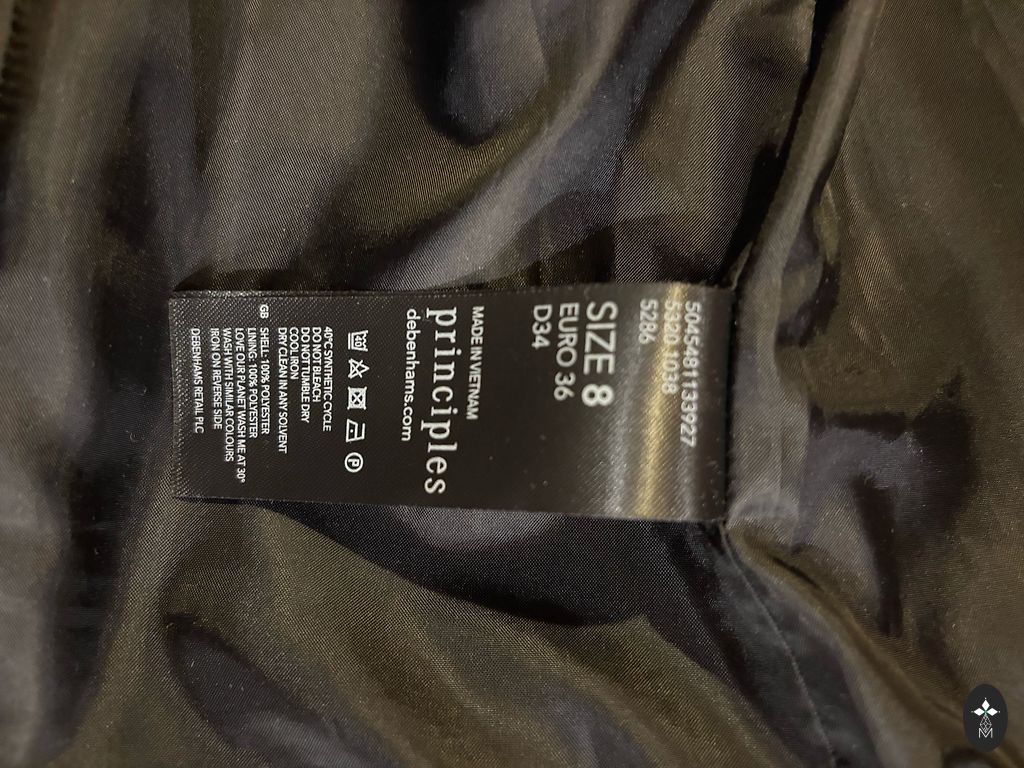 5045481133927
5320 1038
5286
SIZE 8
EURO 36
D34
MADE IN VIETNAM
principles
debenhams.com
40°C SYNTHETIC CYCLE
DO NOT BLEACH
DO NOT TUMBLE DRY
COOL IRON
DRY CLEAN IN ANY SOLVENT
GB SHELL: 100% POLYESTER
LINING: 100% POLYESTER
LOVE OUR PLANET WASH ME AT 30°
WASH WITH SIMILAR COLOURS
IRON ON REVERSE SIDE
DEBENHAMS RETAIL PLC